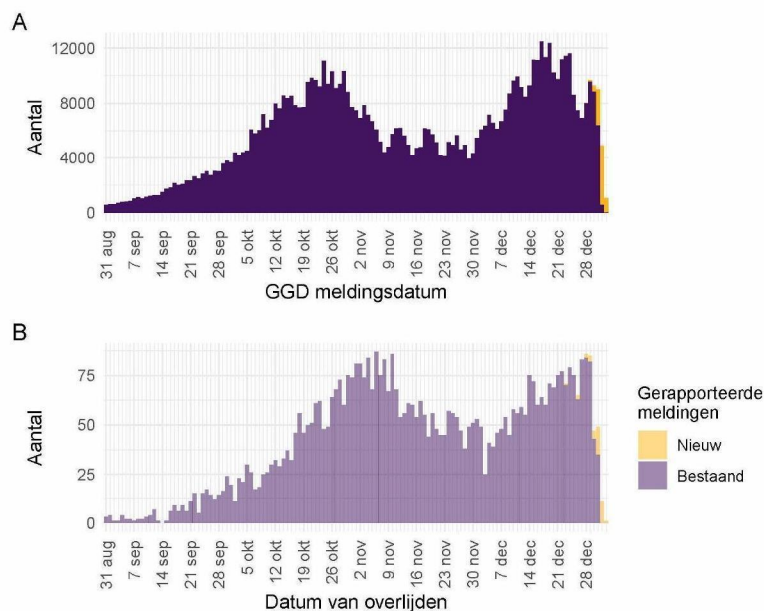 A
12000
8000
4000
0
Aantal
31 aug
7 sep
14 sep
21 sep
28 sep
5 okt
12 okt
19 okt
26 okt
2 nov
9 nov
16 nov
23 nov
30 nov
7 dec
14 dec
21 dec
28 dec
GGD meldingsdatum
B
75
50
25
0
Aantal
31 aug
7 sep
14 sep
21 sep
28 sep
5 okt
12 okt
19 okt
26 okt
2 nov
9 nov
16 nov
23 nov
30 nov
7 dec
14 dec
21 dec
28 dec
Datum van overlijden
Gerapporteerde
meldingen
Nieuw
Bestaand